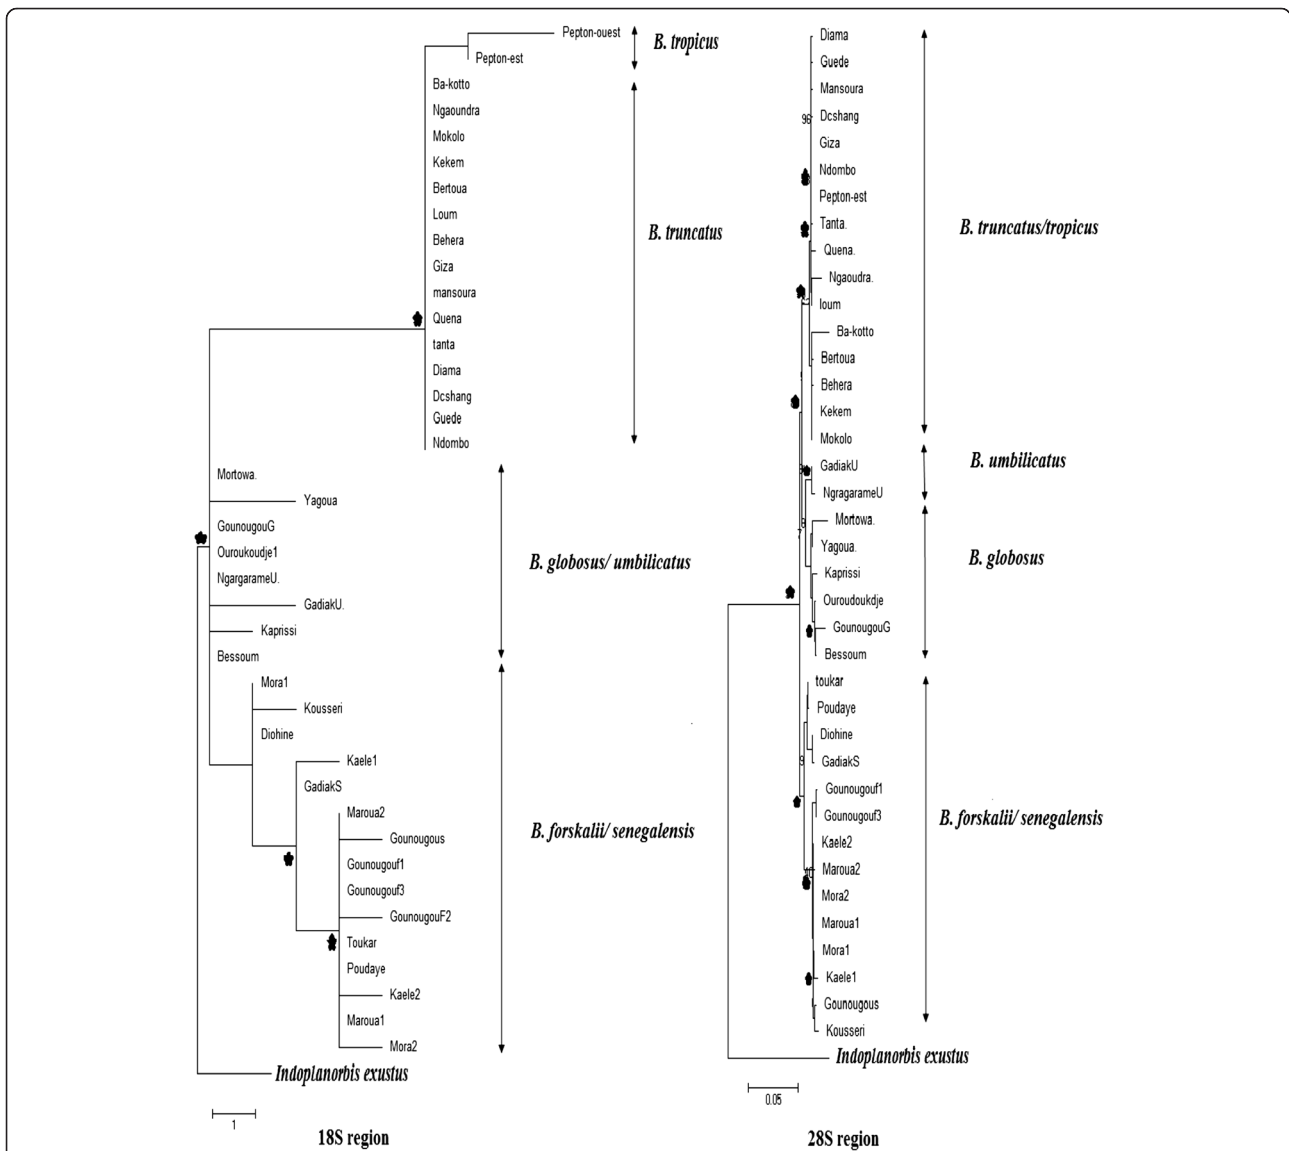 Pepton-ouest
Pepton-est
B. tropicus
Ba-kotto
Ngaoundra
Mokolo
Kekem
Bertoua
Loum
Behera
Giza
mansoura
Quena
tanta
Diama
Dcshang
Guede
Ndombo
B. truncatus
Mortowa.
Yagoua
GounougouG
Ouroukoudje1
NgargarameU.
GadiakU.
Kaprissi
Bessoum
B. globosus/ umbilicatus
Mora1
Kousseri
Diohine
Kaele1
GadiakS
Maroua2
Gounougous
Gounougouf1
Gounougouf3
GounougouF2
Toukar
Poudaye
Kaele2
Maroua1
Mora2
B. forskalii/ senegalensis
Indoplanorbis exustus
1
18S region
Diama
Guede
Mansoura
Dcshang
96
Giza
Ndombo
Pepton-est
Tanta.
Quena.
Ngaoudra.
loum
Ba-kotto
Bertoua
Behera
Kekem
Mokolo
B. truncatus/tropicus
GadiakU
NgragarameU
B. umbilicatus
Mortowa.
Yagoua.
Kaprissi
Ouroudoukdje
GounougouG
Bessoum
B. globosus
toukar
Poudaye
Diohine
GadiakS
9
Gounougouf1
Gounougouf3
Kaele2
Maroua2
Mora2
Maroua1
Mora1
Kaele1
Gounougous
Kousseri
B. forskalii/ senegalensis
Indoplanorbis exustus
0.05
28S region